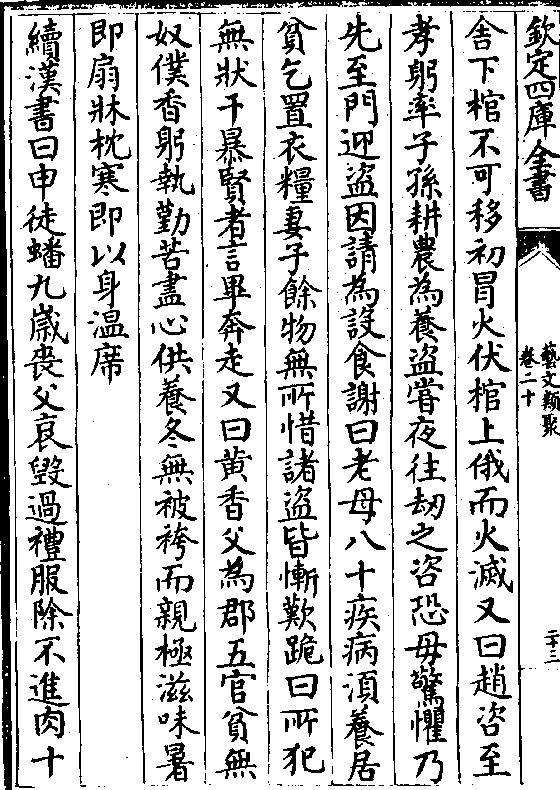 欽定四庫全書
藝文類聚
卷二十
二十三
舎下棺不可移初冒火伏棺上俄而火滅又曰趙咨至
孝躬率子孫耕農為養盜嘗夜往劫之咨恐母驚懼乃
先至門迎盜因請為設食謝曰老母八十疾病湏養居
貧乞置衣糧妻子餘物無所惜諸盜皆慚歎跪曰所犯
無狀干暴賢者言畢奔走又曰黃香父為郡五官貧無
奴僕香躬執勤苦盡心供養冬無被袴而親極滋味暑
即扇牀枕寒即以身溫席
續漢書曰申徒蟠九歲喪父哀毀過禮服除不進肉十